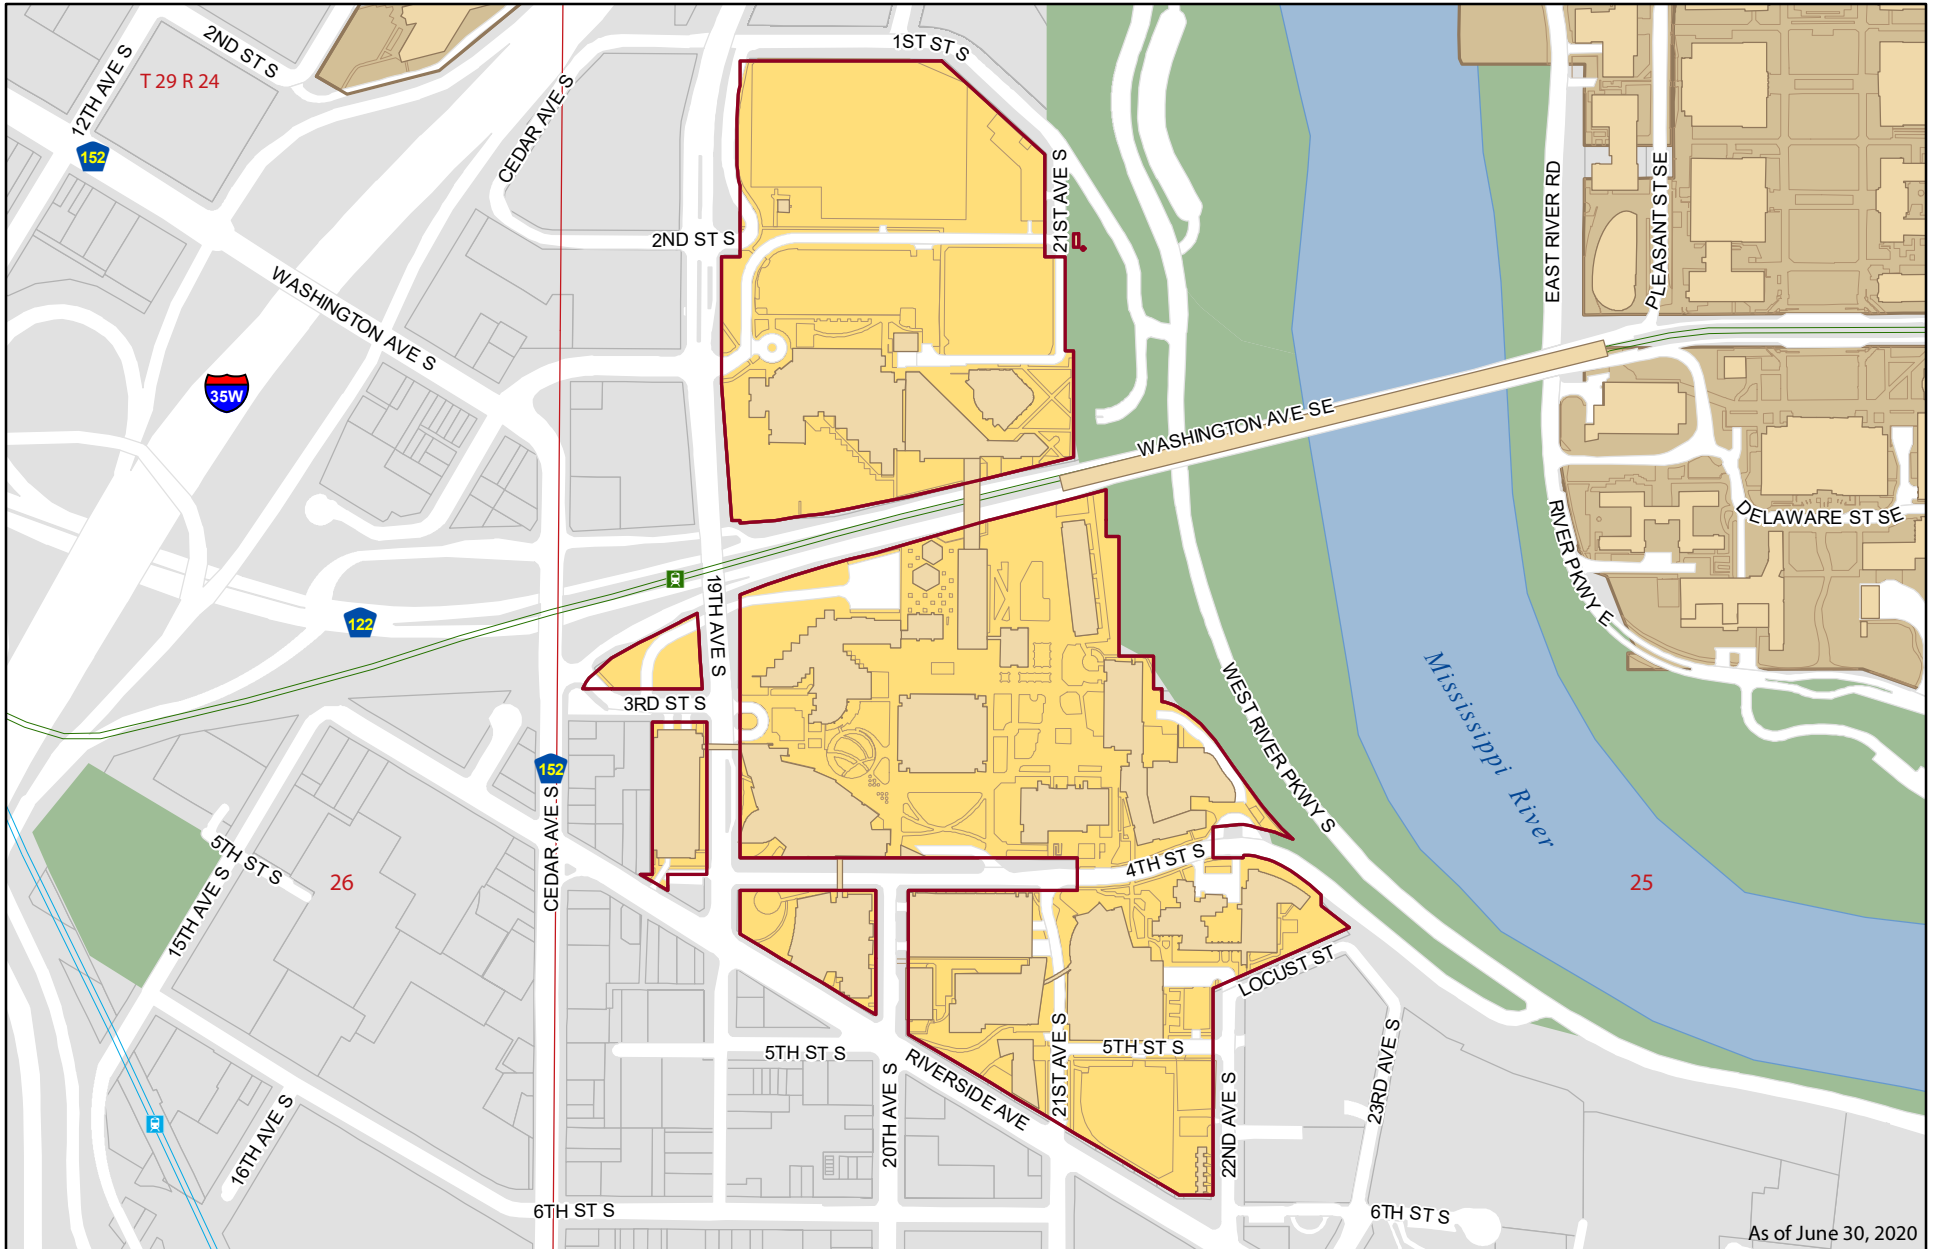 1ST ST S
2ND ST S
12TH AVE S
T 29 R 24
CEDAR AVE S
152
21ST AVE S
EAST RIVER RD
PLEASANT ST SE
2ND ST S
WASHINGTON AVE S
35W
WASHINGTON AVE SE
DELAWARE ST SE
RIVER PKWY E
19TH AVE S
122
3RD ST S
WEST RIVER PKWY S
Mississippi River
152
CEDAR AVE S
5TH ST S
15TH AVE S
26
4TH ST S
25
LOCUST ST
5TH ST S
RIVERSIDE AVE
21ST AVE S
5TH ST S
20TH AVE S
22ND AVE S
23RD AVE S
16TH AVE S
6TH ST S
6TH ST S
As of June 30, 2020